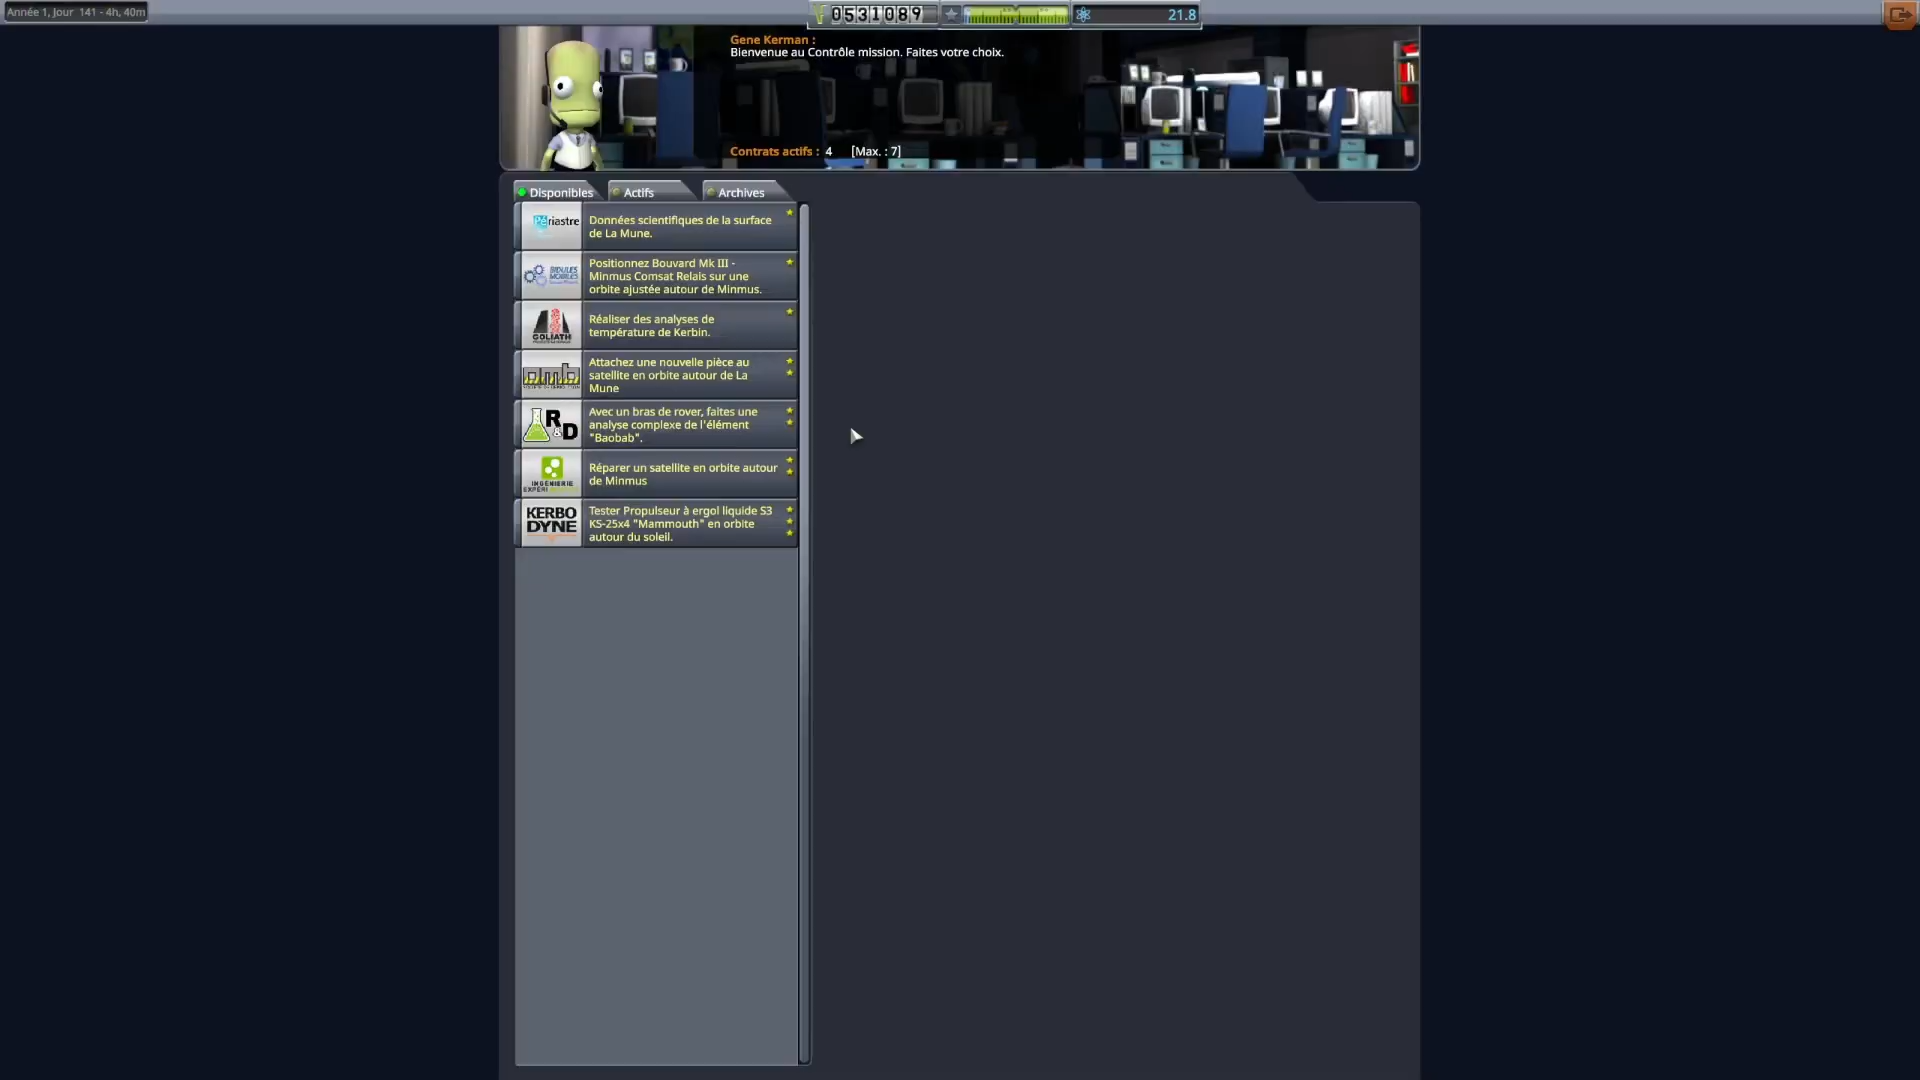 Année 1, Jour 141 - 4h, 40m
0531089
21.8
Gene Kerman :
Bienvenue au Contrôle mission. Faites votre choix.
Contrats actifs : 4 [Max. : 7]
Disponibles
Actifs
Archives
Périastre
Données scientifiques de la surface
de La Mune.
BIDULES
MOBILES
Positionnez Bouvard Mk III -
Minmus Comsat Relais sur une
orbite ajustée autour de Minmus.
GOLIATH
Réaliser des analyses de
température de Kerbin.
omb
Attachez une nouvelle pièce au
satellite en orbite autour de La
Mune
R&D
Avec un bras de rover, faites une
analyse complexe de l'élément
"Baobab".
INGÉNIERIE
Réparer un satellite en orbite autour
de Minmus
KERBO
DYNE
Tester Propulseur à ergol liquide S3
KS-25x4 "Mammouth" en orbite
autour du soleil.